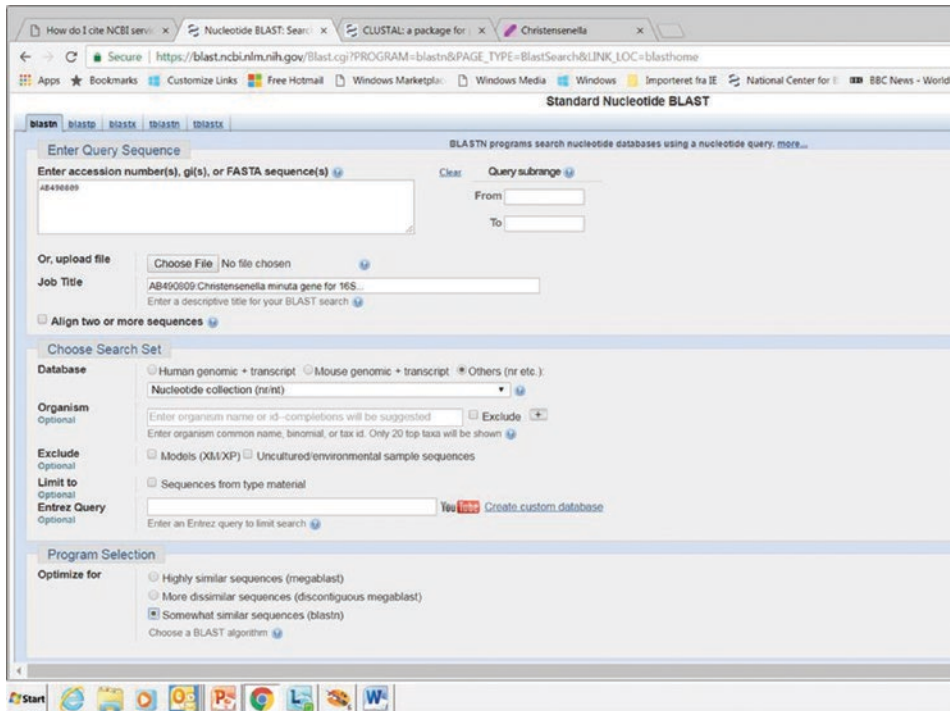 How do I cite NCBI servi × Nucleotide BLAST: Searc × CLUSTAL: a package for × Christensenella ×
Secure | https://blast.ncbi.nlm.nih.gov/Blast.cgi?PROGRAM=blastn&PAGE_TYPE=BlastSearch&LINK_LOC=blasthome
Apps Bookmarks Customize Links Free Hotmail Windows Marketplac Windows Media Windows Importeret fra IE National Center for BBC News - World
Standard Nucleotide BLAST
blastn blastp blastx tblastn tblastx
Enter Query Sequence BLASTN programs search nucleotide databases using a nucleotide query. more...
Enter accession number(s), gi(s), or FASTA sequence(s) Clear Query subrange
AB490809
From
To
Or, upload file Choose File No file chosen
Job Title AB490809:Christensenella minuta gene for 16S...
Enter a descriptive title for your BLAST search
Align two or more sequences
Choose Search Set
Database Human genomic + transcript Mouse genomic + transcript Others (nr etc.):
Nucleotide collection (nr/nt)
Organism
Optional Enter organism name or id--completions will be suggested Exclude +
Enter organism common name, binomial, or tax id. Only 20 top taxa will be shown
Exclude Models (XM/XP) Uncultured/environmental sample sequences
Optional
Limit to Sequences from type material
Optional
Entrez Query You Tube Create custom database
Optional Enter an Entrez query to limit search
Program Selection
Optimize for Highly similar sequences (megablast)
More dissimilar sequences (discontiguous megablast)
Somewhat similar sequences (blastn)
Choose a BLAST algorithm
Start